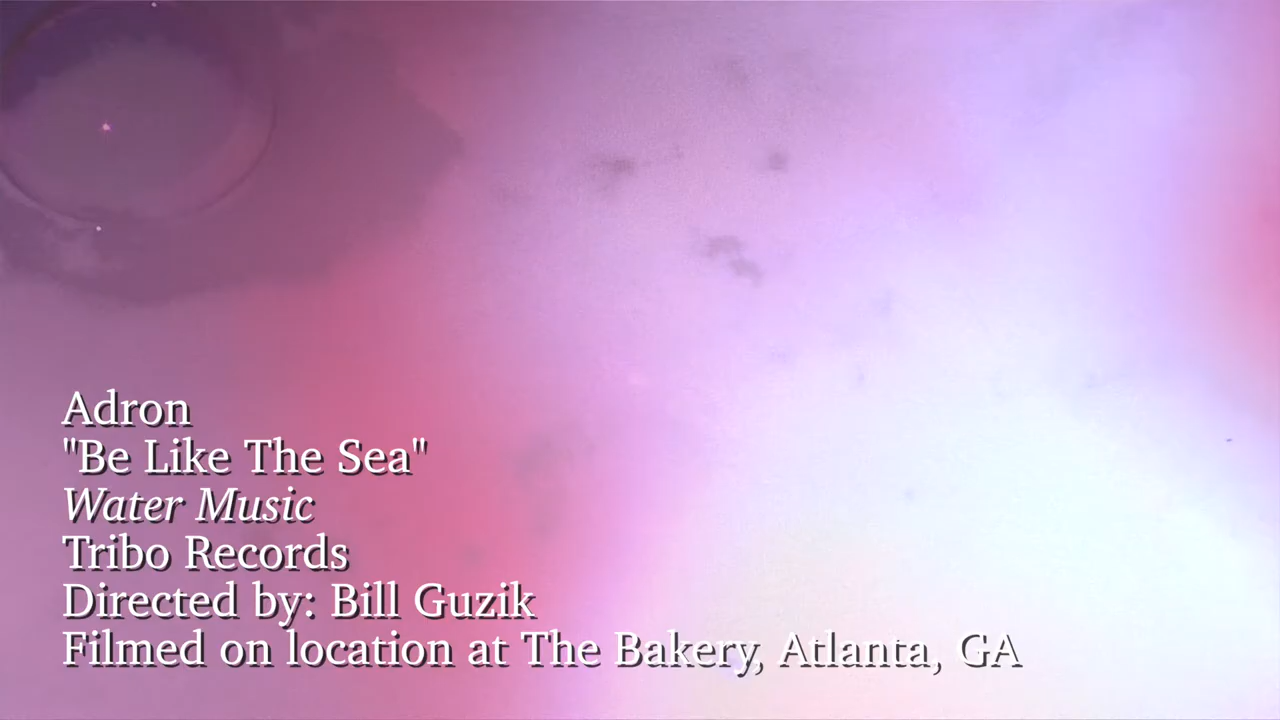 Adron
"Be Like The Sea"
Water Music
Tribo Records
Directed by: Bill Guzik
Filmed on location at The Bakery, Atlanta, GA